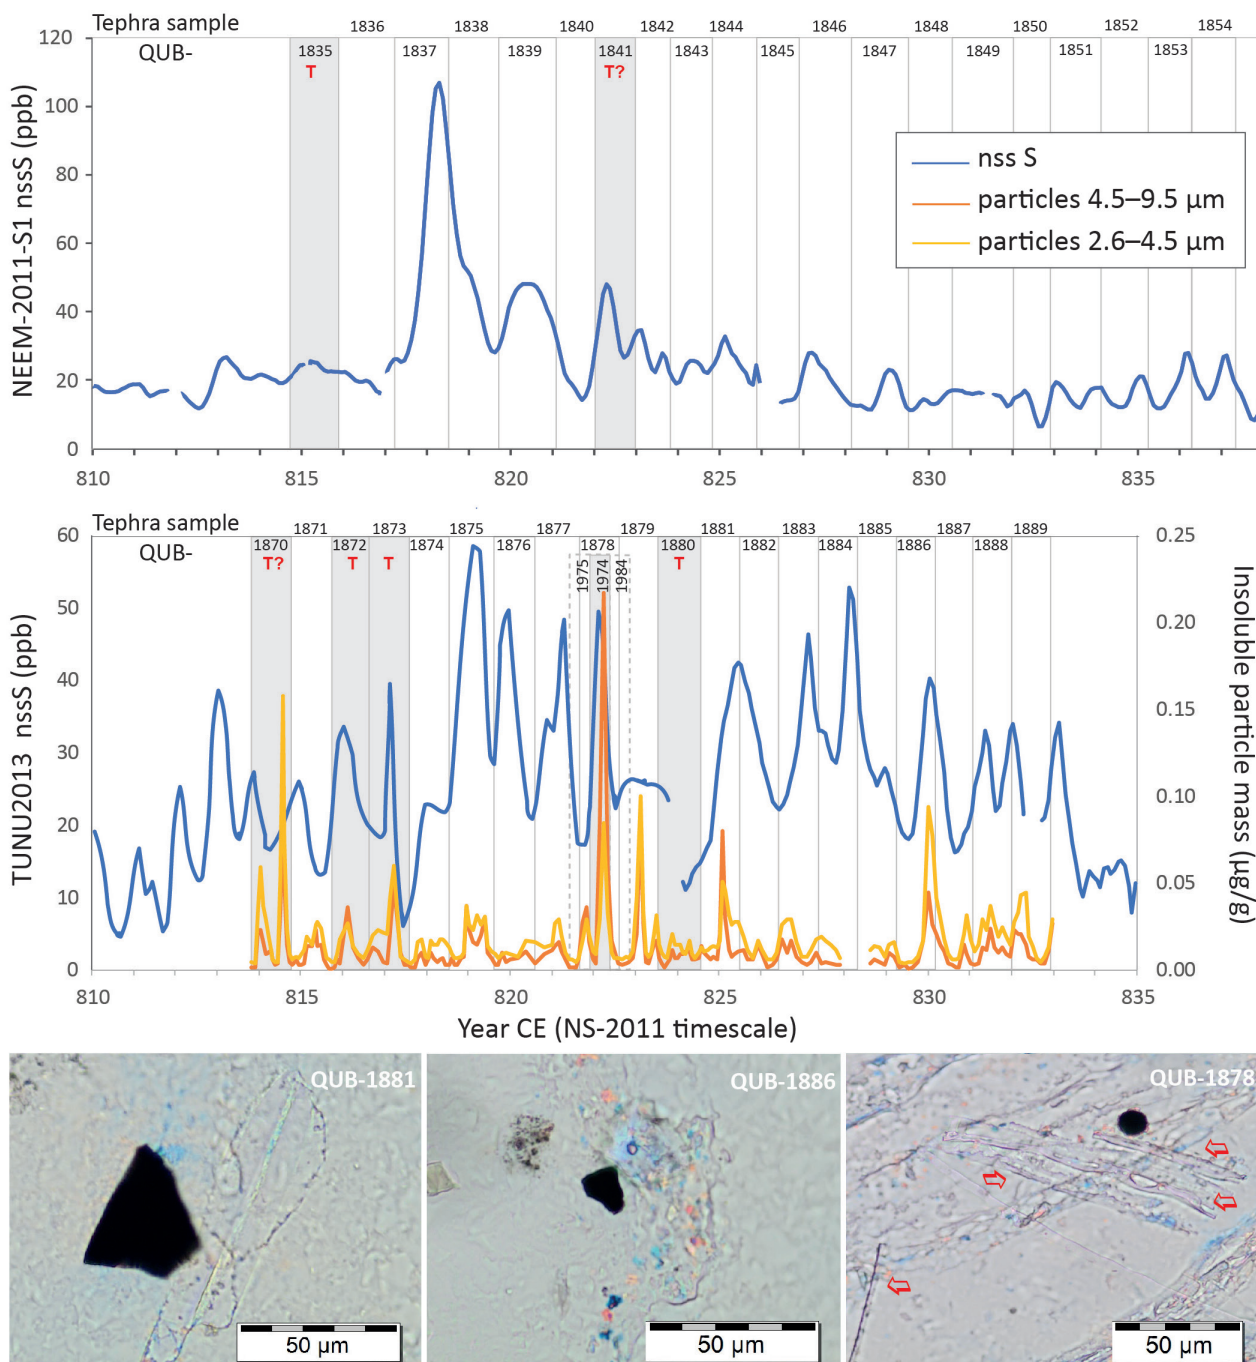 Tephra sample 1836 1838 1840 1842 1844 1846 1848 1850 1852 1854
QUB- 1835 1837 1839 1841 1843 1845 1847 1849 1851 1853
T T?
NEEM-2011-S1 nssS (ppb)
120
100
80
60
40
20
0
nss S
particles 4.5–9.5 µm
particles 2.6–4.5 µm
810 815 820 825 830 835
Tephra sample 1871 1873 1875 1877 1879 1881 1883 1885 1887 1889
QUB- 1870 1872 1874 1876 1878 1880 1882 1884 1886 1888
T? T T T
1975 1974 1984
TUNU2013 nssS (ppb)
60
50
40
30
20
10
0
Insoluble particle mass (µg/g)
0.25
0.20
0.15
0.10
0.05
0.00
810 815 820 825 830 835
Year CE (NS-2011 timescale)
QUB-1881
50 µm
QUB-1886
50 µm
QUB-1878
50 µm